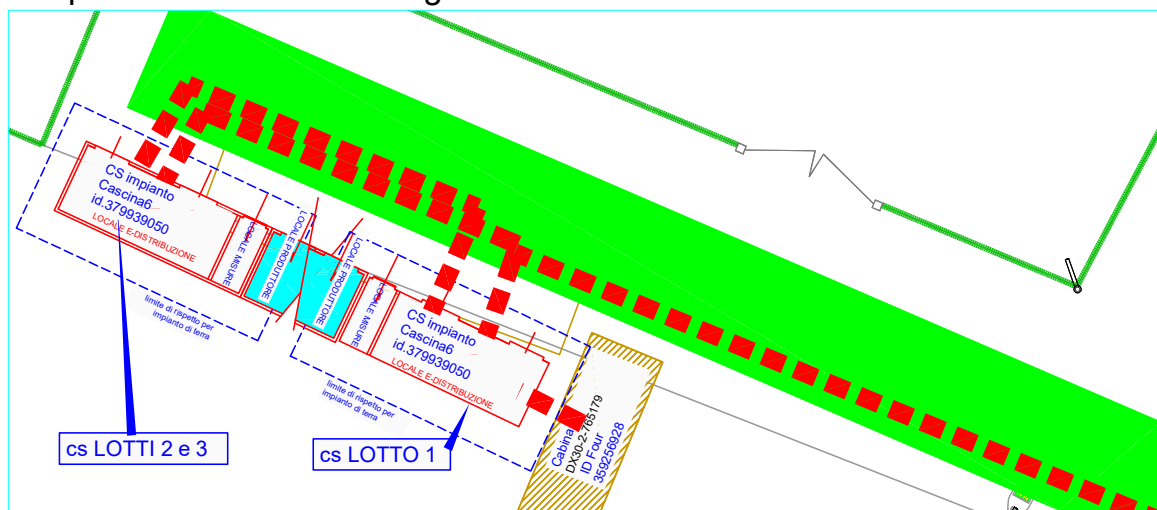 CS impianto
Cascina6
id.379939050
LOCALE E-DISTRIBUZIONE
LOCALE MISURE
LOCALE PRODUTTORE
limite di rispetto per
impianto di terra
LOCALE PRODUTTORE
LOCALE MISURE
CS impianto
Cascina6
id.379939050
LOCALE E-DISTRIBUZIONE
limite di rispetto per
impianto di terra
Cabina
DX30-2-765179
ID Four
359256928
cs LOTTI 2 e 3
cs LOTTO 1